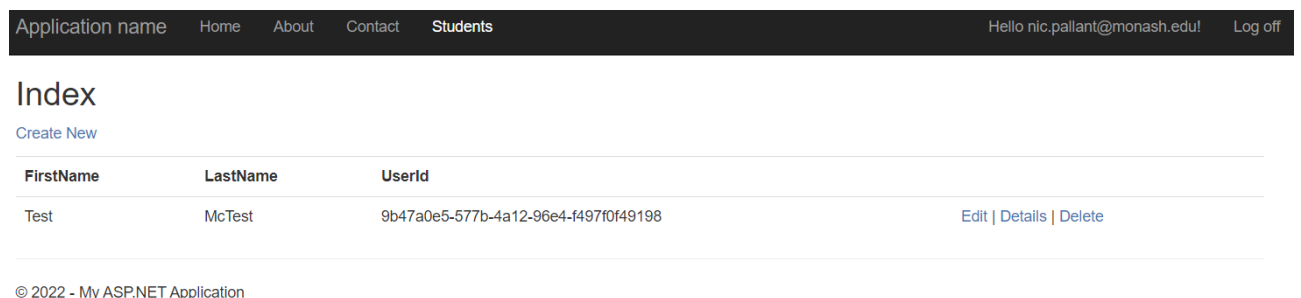 Application name Home About Contact Students Hello nic.pallant@monash.edu! Log off
Index
Create New
FirstName LastName UserId
Test McTest 9b47a0e5-577b-4a12-96e4-f497f0f49198 Edit | Details | Delete
© 2022 - My ASP.NET Application